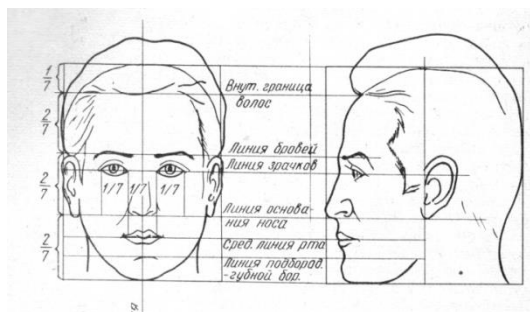 1/7
2/7
2/7
2/7
1/7 1/7 1/7
Внут. граница
волос
Линия бровей
Линия зрачков
Линия основа-
ния носа
Сред. линия рта
Линия подборад.
-губной бор.